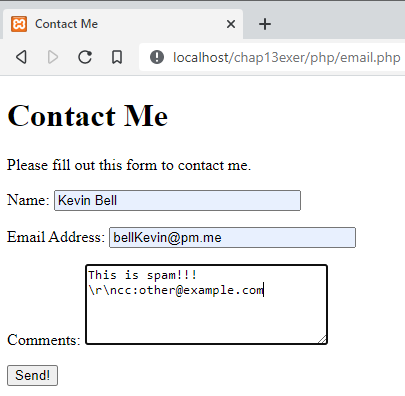 Contact Me
localhost/chap13exer/php/email.php
Contact Me
Please fill out this form to contact me.
Name: Kevin Bell
Email Address: bellKevin@pm.me
This is spam!!!
\r\ncc:other@example.com
Comments:
Send!